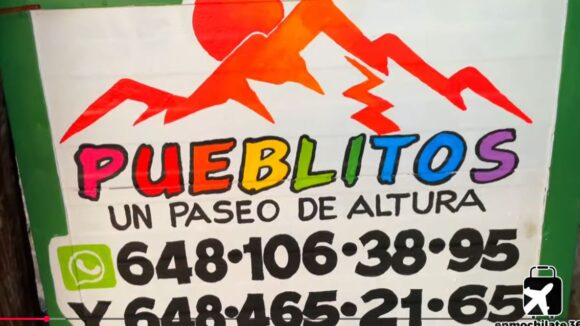 PUEBLITOS
UN PASEO DE ALTURA
648·106·38·95
Y 648·465·21·65